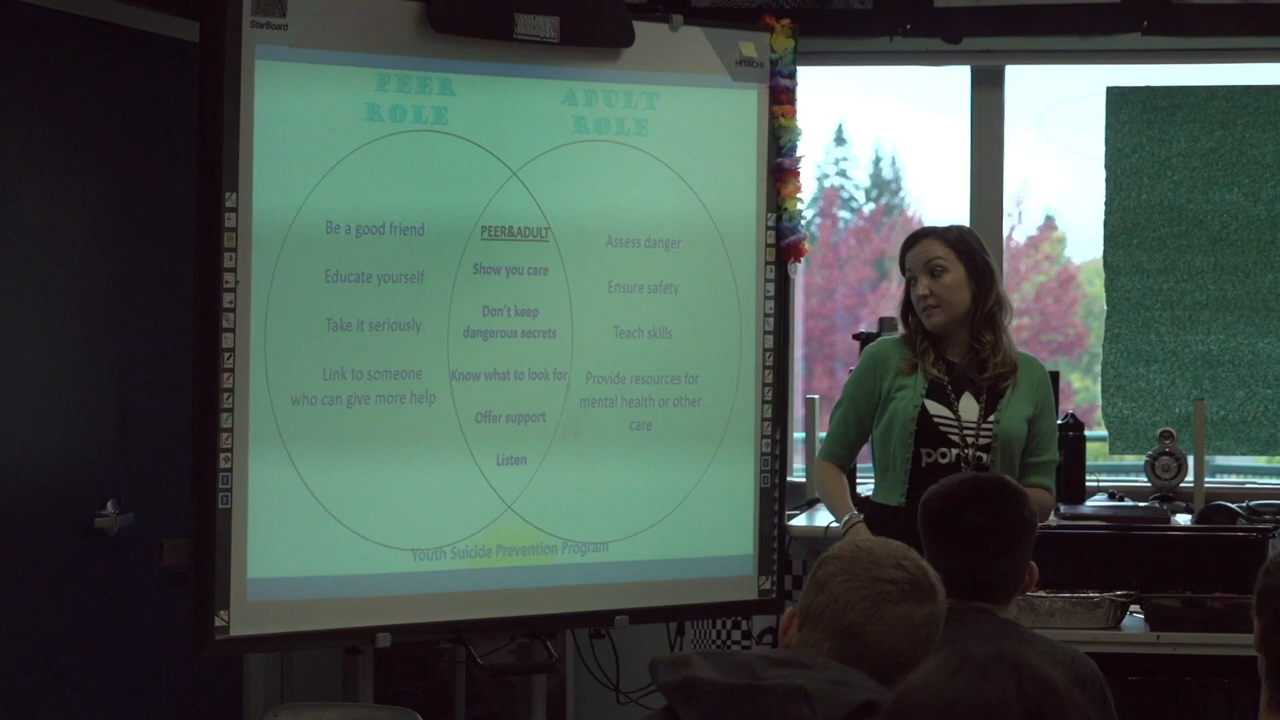 StarBoard
HITACHI
PEER
ROLE
ADULT
ROLE
Be a good friend
Educate yourself
Take it seriously
Link to someone
who can give more help
PEER&ADULT
Show you care
Don't keep
dangerous secrets
Know what to look for
Offer support
Listen
Assess danger
Ensure safety
Teach skills
Provide resources for
mental health or other
care
Youth Suicide Prevention Program